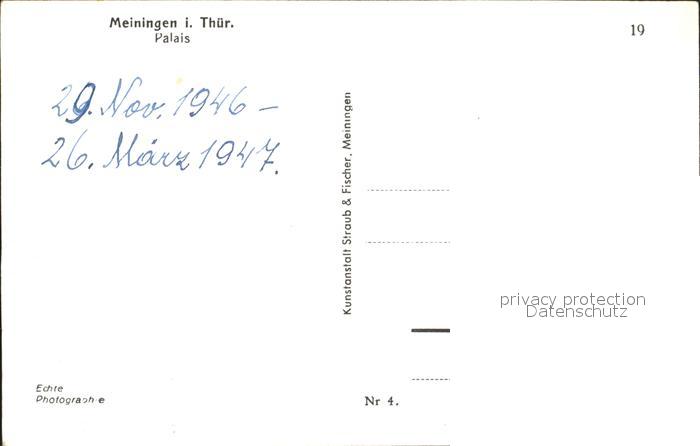 Meiningen i. Thür.
Palais
19
29. Nov. 1946 –
26. März 1947.
Kunstanstalt Straub & Fischer, Meiningen
privacy protection
Datenschutz
Echte
Photographie
Nr 4.